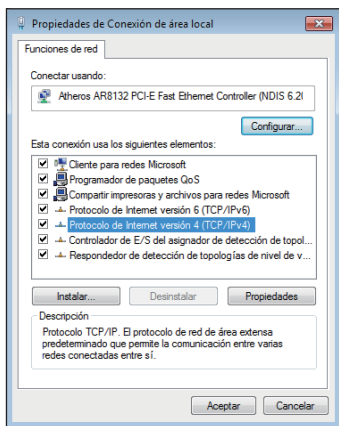 Propiedades de Conexión de área local
Funciones de red
Conectar usando:
Atheros AR8132 PCI-E Fast Ethernet Controller (NDIS 6.2(
Configurar...
Esta conexión usa los siguientes elementos:
Cliente para redes Microsoft
Programador de paquetes QoS
Compartir impresoras y archivos para redes Microsoft
Protocolo de Internet versión 6 (TCP/IPv6)
Protocolo de Internet versión 4 (TCP/IPv4)
Controlador de E/S del asignador de detección de topol...
Respondedor de detección de topologías de nivel de v...
Instalar...
Desinstalar
Propiedades
Descripción
Protocolo TCP/IP. El protocolo de red de área extensa
predeterminado que permite la comunicación entre varias
redes conectadas entre sí.
Aceptar
Cancelar